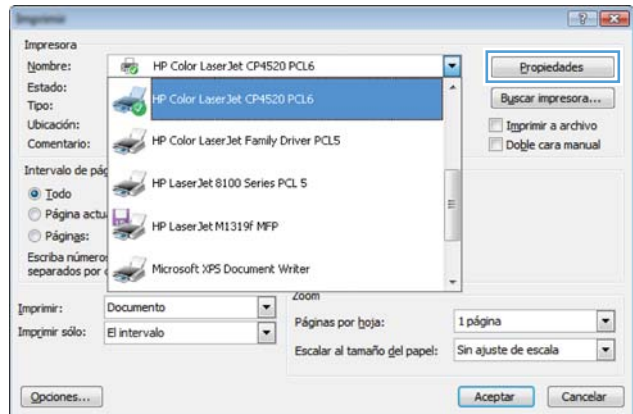 Imprimir
Impresora
Nombre: HP Color LaserJet CP4520 PCL6 Propiedades
Estado: HP Color LaserJet CP4520 PCL6 Buscar impresora...
Tipo:
Ubicación: HP Color LaserJet Family Driver PCL5 Imprimir a archivo
Comentario: Doble cara manual
Intervalo de pág
Todo HP LaserJet 8100 Series PCL 5
Página actu
Páginas: HP LaserJet M1319f MFP
Escriba número
separados por Microsoft XPS Document Writer
Zoom
Imprimir: Documento Páginas por hoja: 1 página
Imprimir sólo: El intervalo Escalar al tamaño del papel: Sin ajuste de escala
Opciones... Aceptar Cancelar